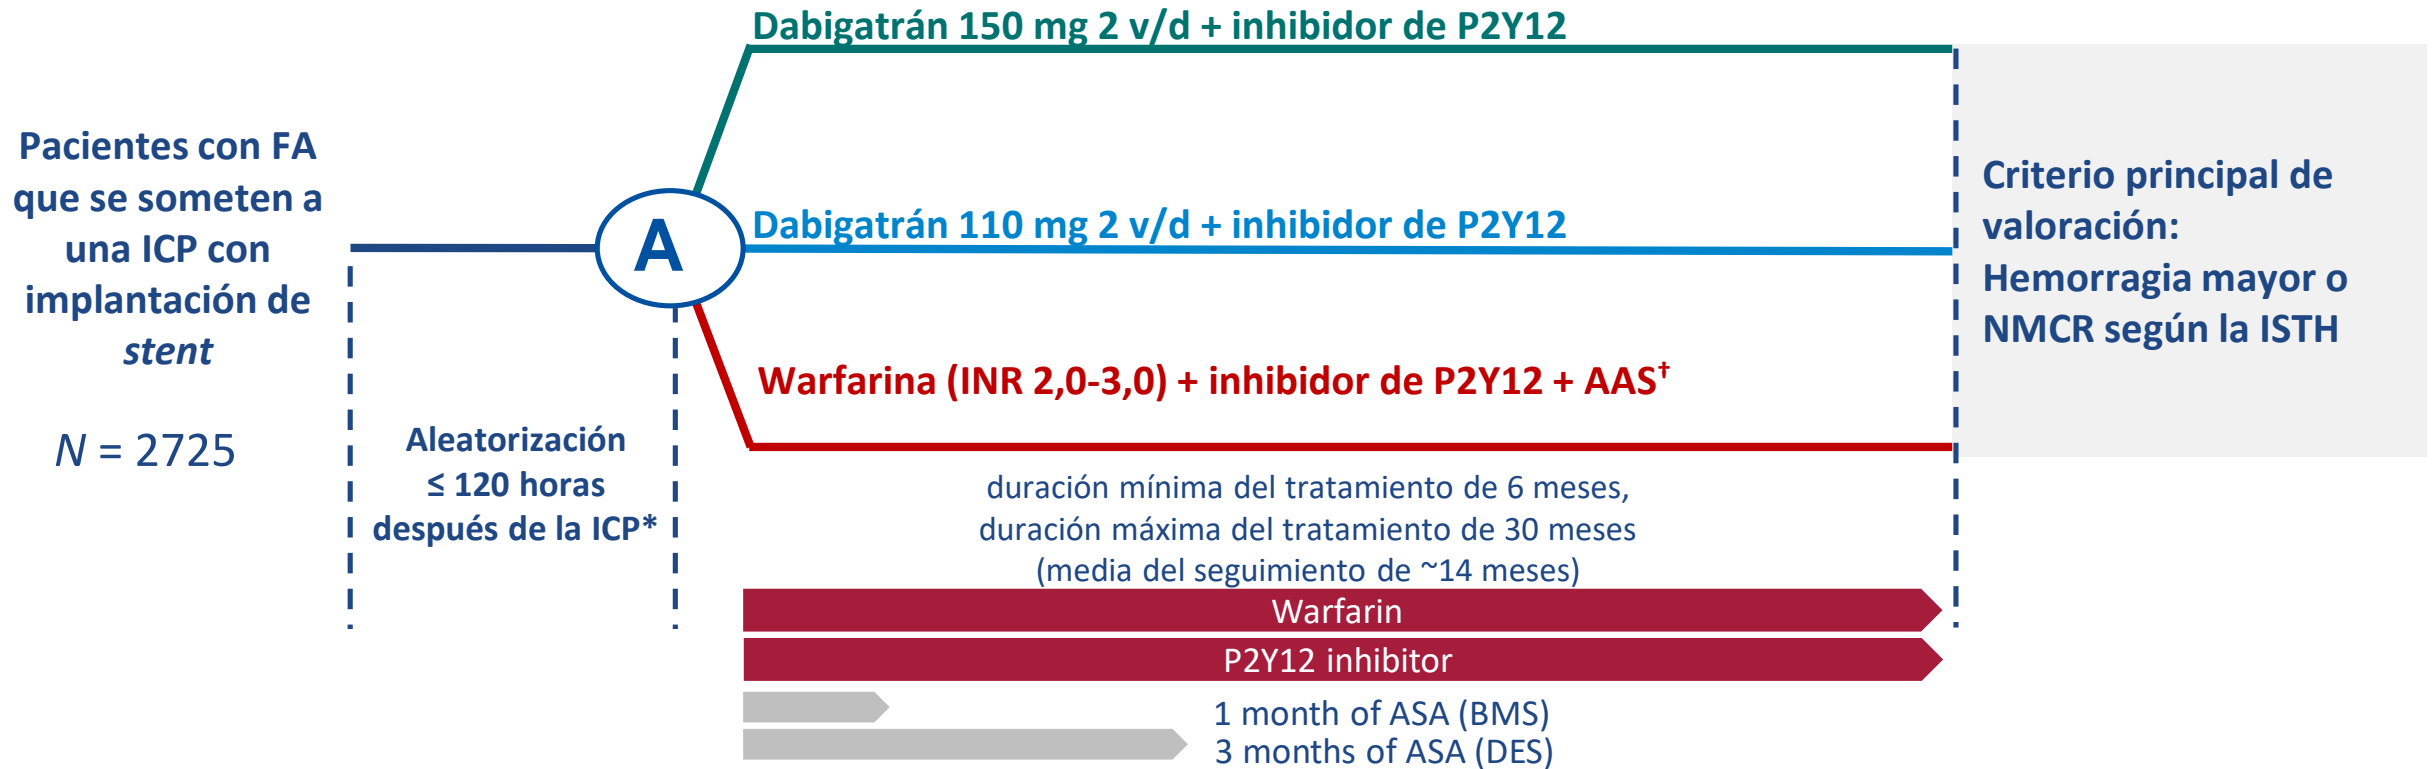 Dabigatrán 150 mg 2 v/d + inhibidor de P2Y12
Pacientes con FA
que se someten a
una ICP con
implantación de
stent
N = 2725
Aleatorización
≤ 120 horas
después de la ICP*
A
Dabigatrán 110 mg 2 v/d + inhibidor de P2Y12
Warfarina (INR 2,0-3,0) + inhibidor de P2Y12 + AAS†
Criterio principal de
valoración:
Hemorragia mayor o
NMCR según la ISTH
duración mínima del tratamiento de 6 meses,
duración máxima del tratamiento de 30 meses
(media del seguimiento de ~14 meses)
Warfarin
P2Y12 inhibitor
1 month of ASA (BMS)
3 months of ASA (DES)